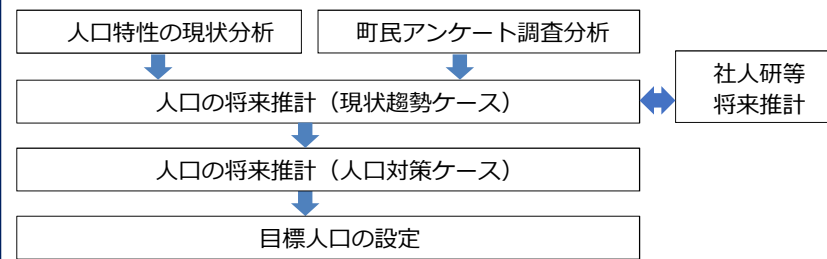 人口特性の現状分析
町民アンケート調査分析
社人研等
将来推計
人口の将来推計（現状趨勢ケース）
人口の将来推計（人口対策ケース）
目標人口の設定